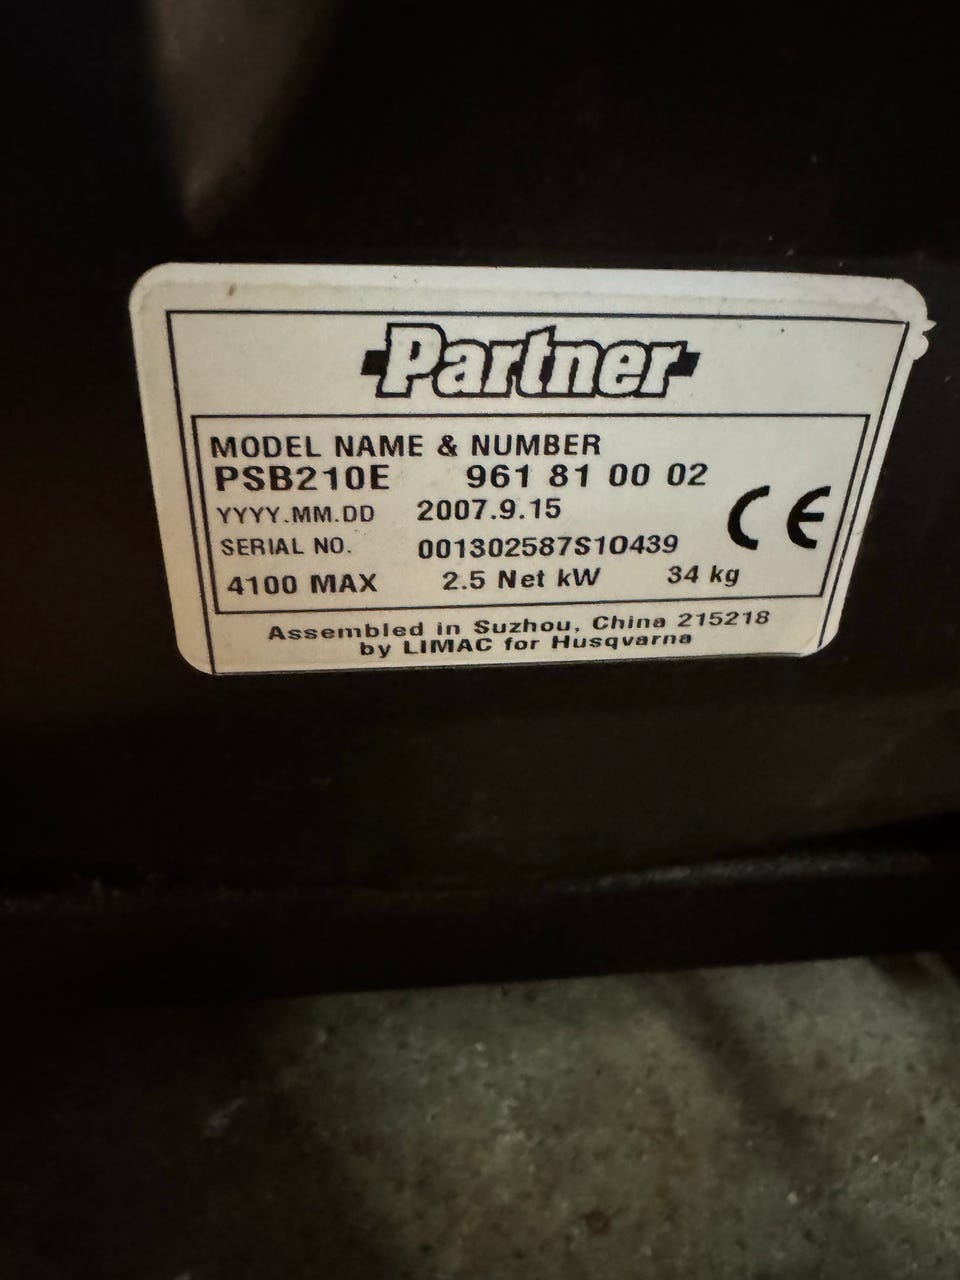 Partner
MODEL NAME & NUMBER
PSB210E 961 81 00 02
YYYY.MM.DD 2007.9.15
SERIAL NO. 001302587S10439
4100 MAX 2.5 Net kW 34 kg
CE
Assembled in Suzhou, China 215218
by LIMAC for Husqvarna